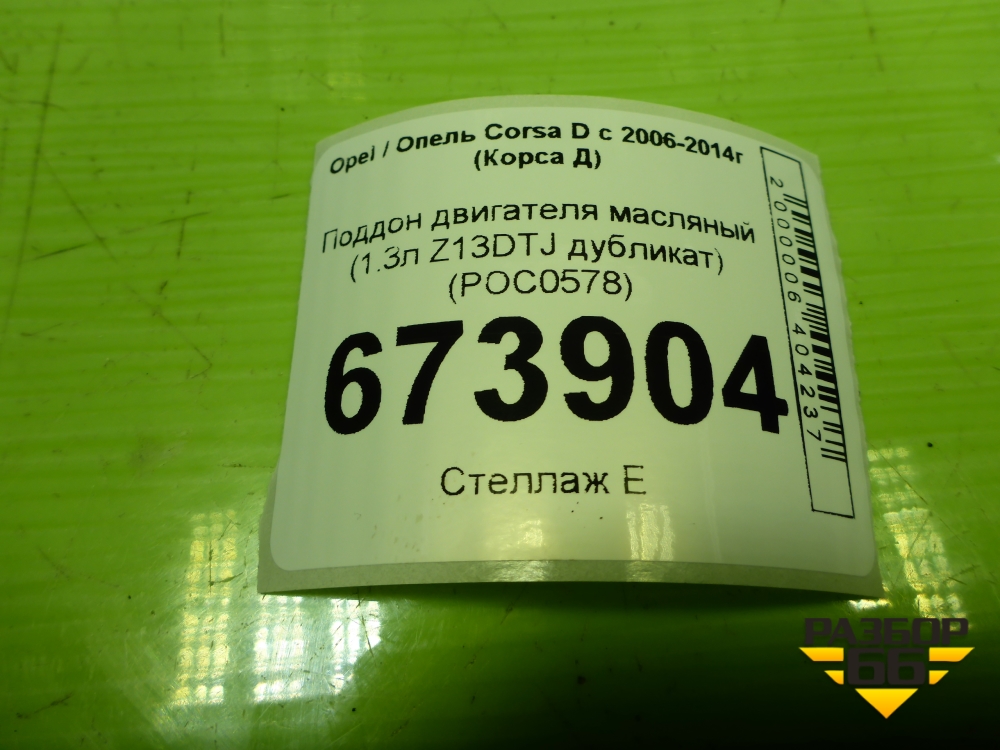 Opel / Опель Corsa D с 2006-2014г
(Корса Д)
Поддон двигателя масляный
(1.3л Z13DTJ дубликат)
(POC0578)
673904
Стеллаж E
2000006404237
РАЗБОР
66